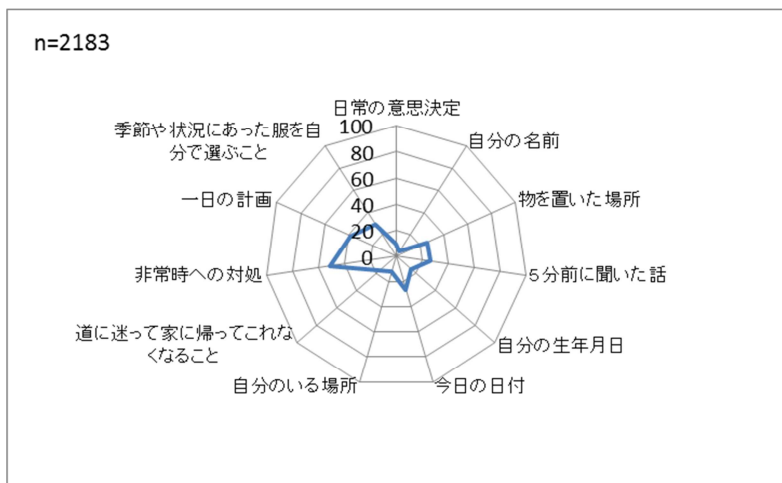 n=2183
日常の意思決定
自分の名前
物を置いた場所
5分前に聞いた話
自分の生年月日
今日の日付
自分のいる場所
道に迷って家に帰ってこれな
くなること
非常時への対処
一日の計画
季節や状況にあった服を自
分で選ぶこと
100
80
60
40
20
0